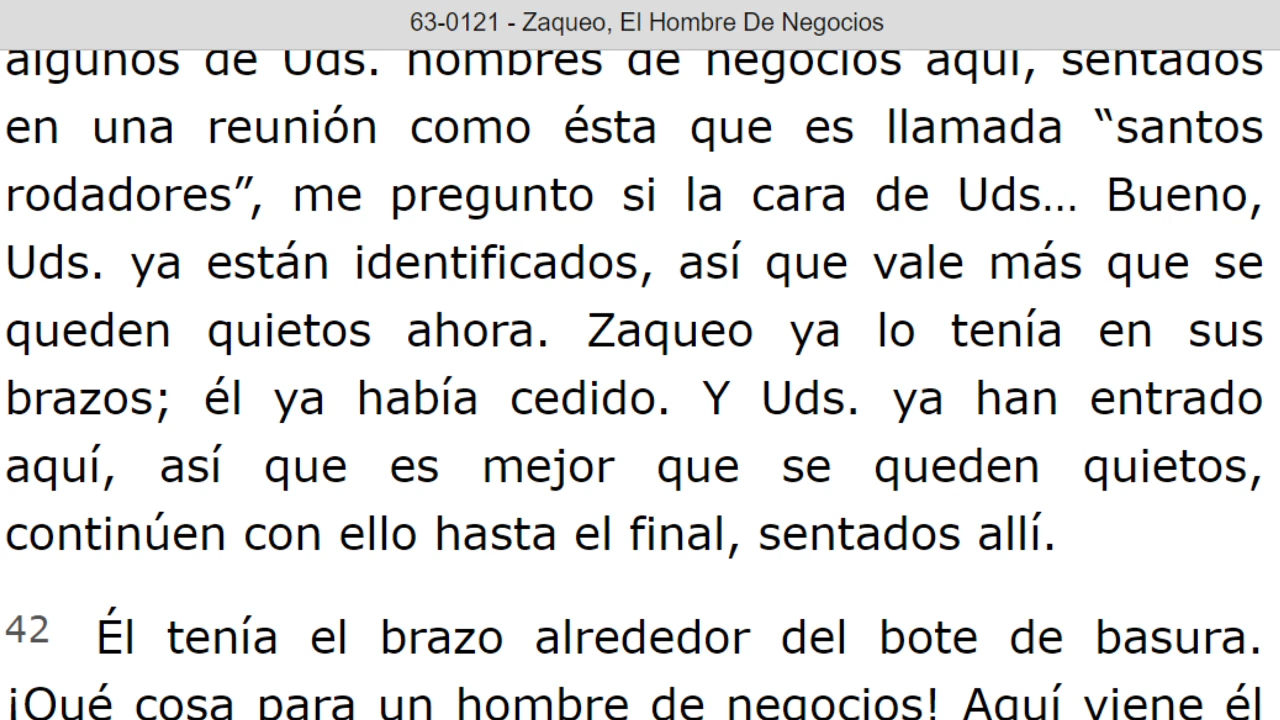 63-0121 - Zaqueo, El Hombre De Negocios
algunos de Uds. hombres de negocios aquí, sentados
en una reunión como ésta que es llamada “santos
rodadores”, me pregunto si la cara de Uds... Bueno,
Uds. ya están identificados, así que vale más que se
queden quietos ahora. Zaqueo ya lo tenía en sus
brazos; él ya había cedido. Y Uds. ya han entrado
aquí, así que es mejor que se queden quietos,
continúen con ello hasta el final, sentados allí.
42 Él tenía el brazo alrededor del bote de basura.
¡Qué cosa para un hombre de negocios! Aquí viene él